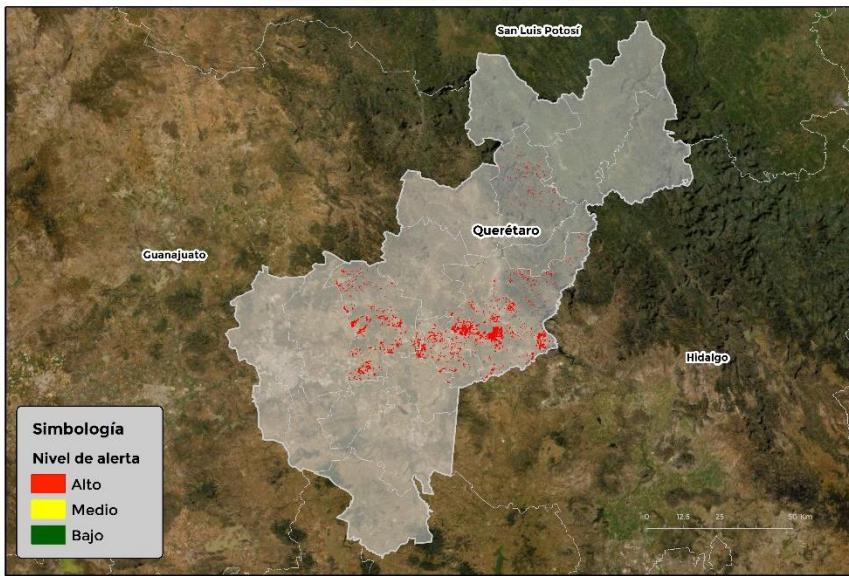 San Luis Potosí
Querétaro
Guanajuato
Hidalgo
Simbología
Nivel de alerta
Alto
Medio
Bajo
0 12.5 25 50 Km